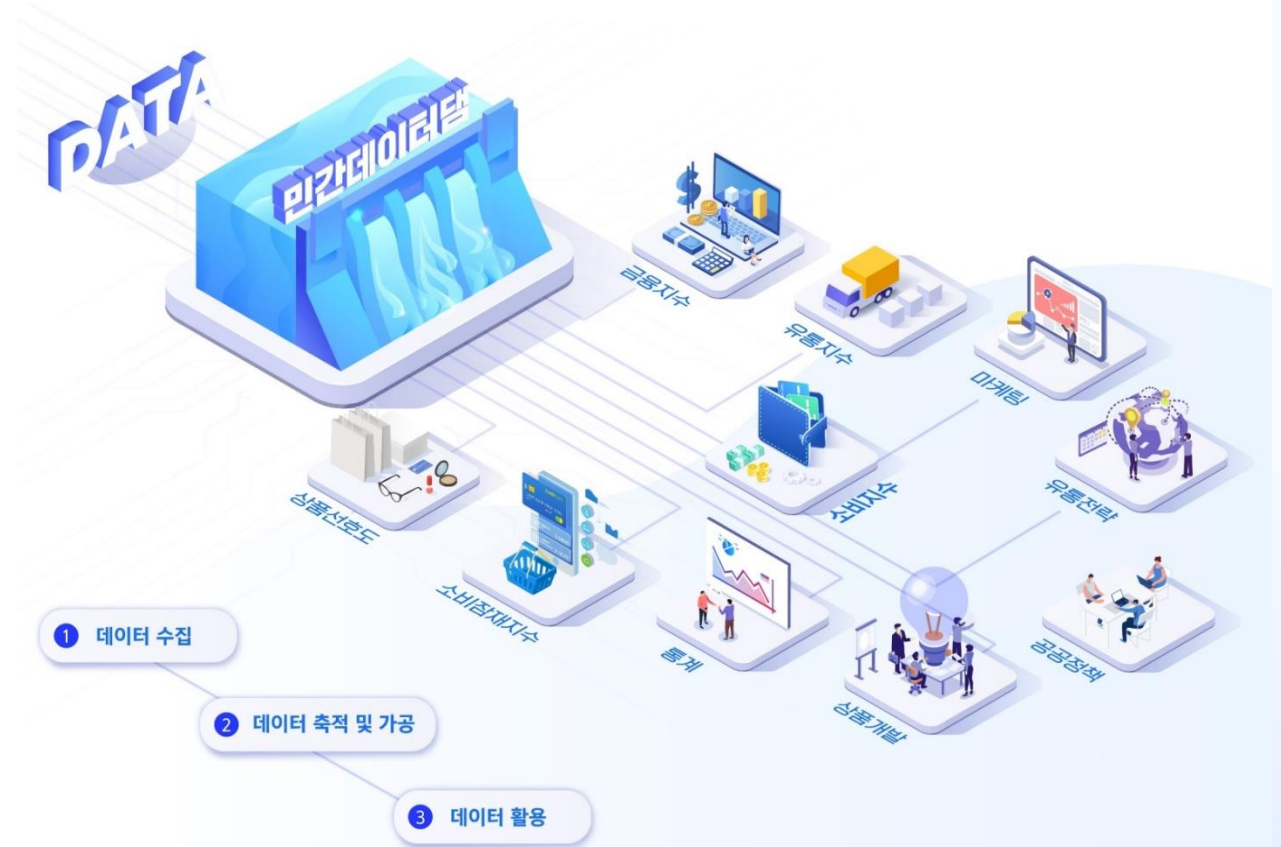 DATA
민간데이터댐
금융지수
유통지수
마케팅
상품선호도
소비지수
유통전략
소비잠재지수
통계
상품개발
공공정책
1 데이터 수집
2 데이터 축적 및 가공
3 데이터 활용